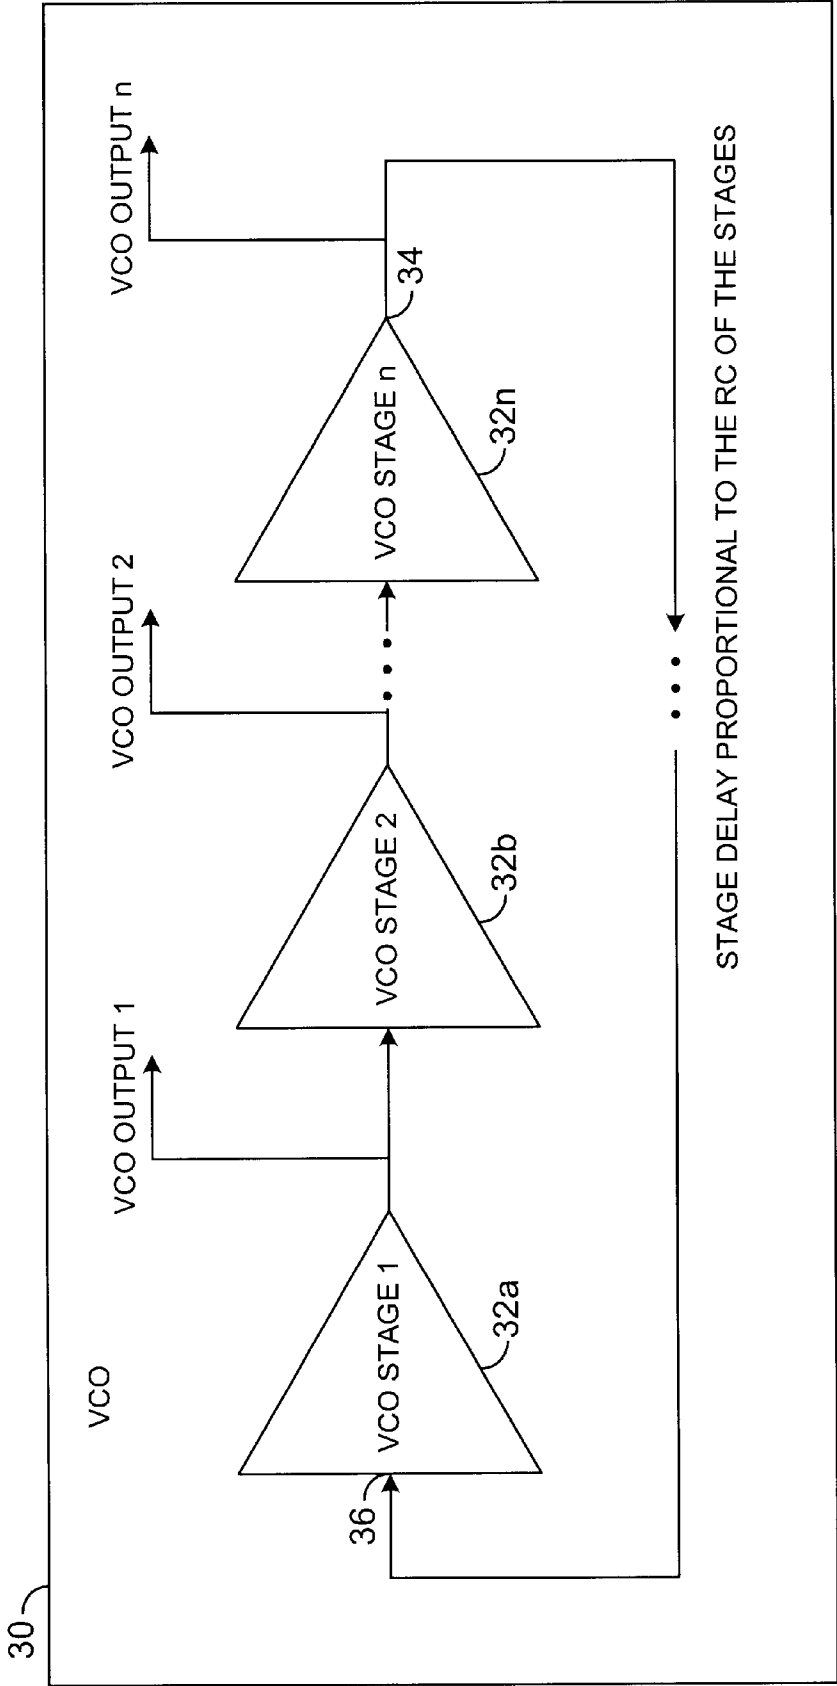 30
VCO
VCO OUTPUT 1
VCO OUTPUT 2
VCO OUTPUT n
36
VCO STAGE 1
VCO STAGE 2
VCO STAGE n
34
32a
32b
32n
STAGE DELAY PROPORTIONAL TO THE RC OF THE STAGES